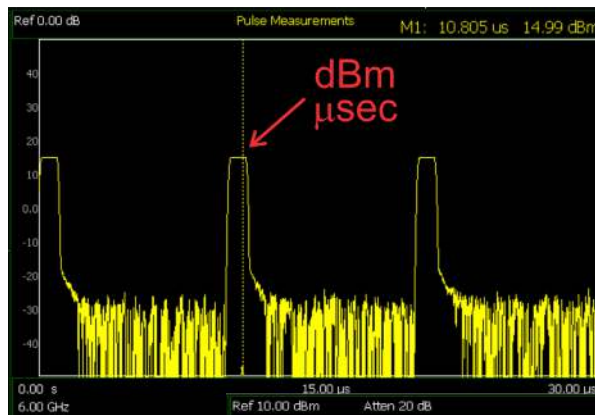 Ref 0.00 dB Pulse Measurements M1: 10.805 us 14.99 dBm
dBm
µsec
40
30
20
10
0.0
-10
-20
-30
-40
0.00 s 15.00 µs 30.00 µs
6.00 GHz Ref 10.00 dBm Atten 20 dB